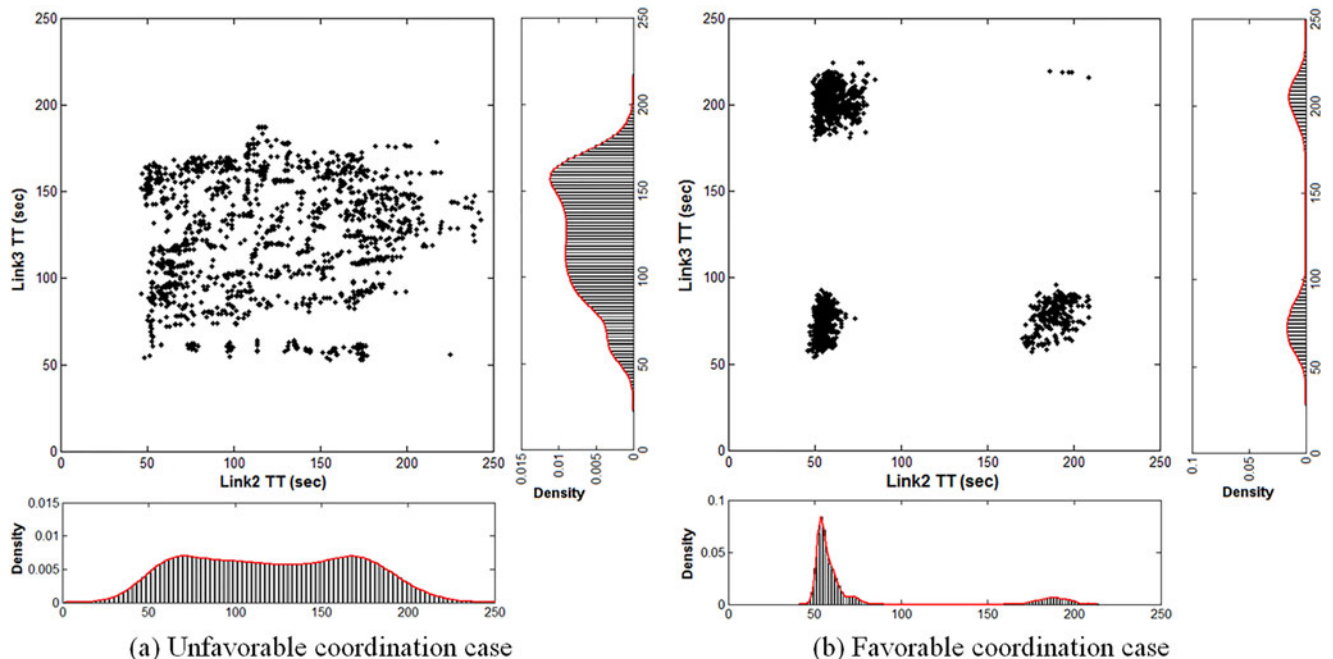 250
200
150
100
50
0
Link3 TT (sec)
0 50 100 150 200 250
Link2 TT (sec)
250
200
150
100
50
0
0.015 0.01 0.005 0
Density
0.015
0.01
0.005
0
Density
0 50 100 150 200 250
(a) Unfavorable coordination case
250
200
150
100
50
0
Link3 TT (sec)
0 50 100 150 200 250
Link2 TT (sec)
250
200
150
100
50
0
0.1 0.05 0
Density
0.1
0.05
0
Density
0 50 100 150 200 250
(b) Favorable coordination case